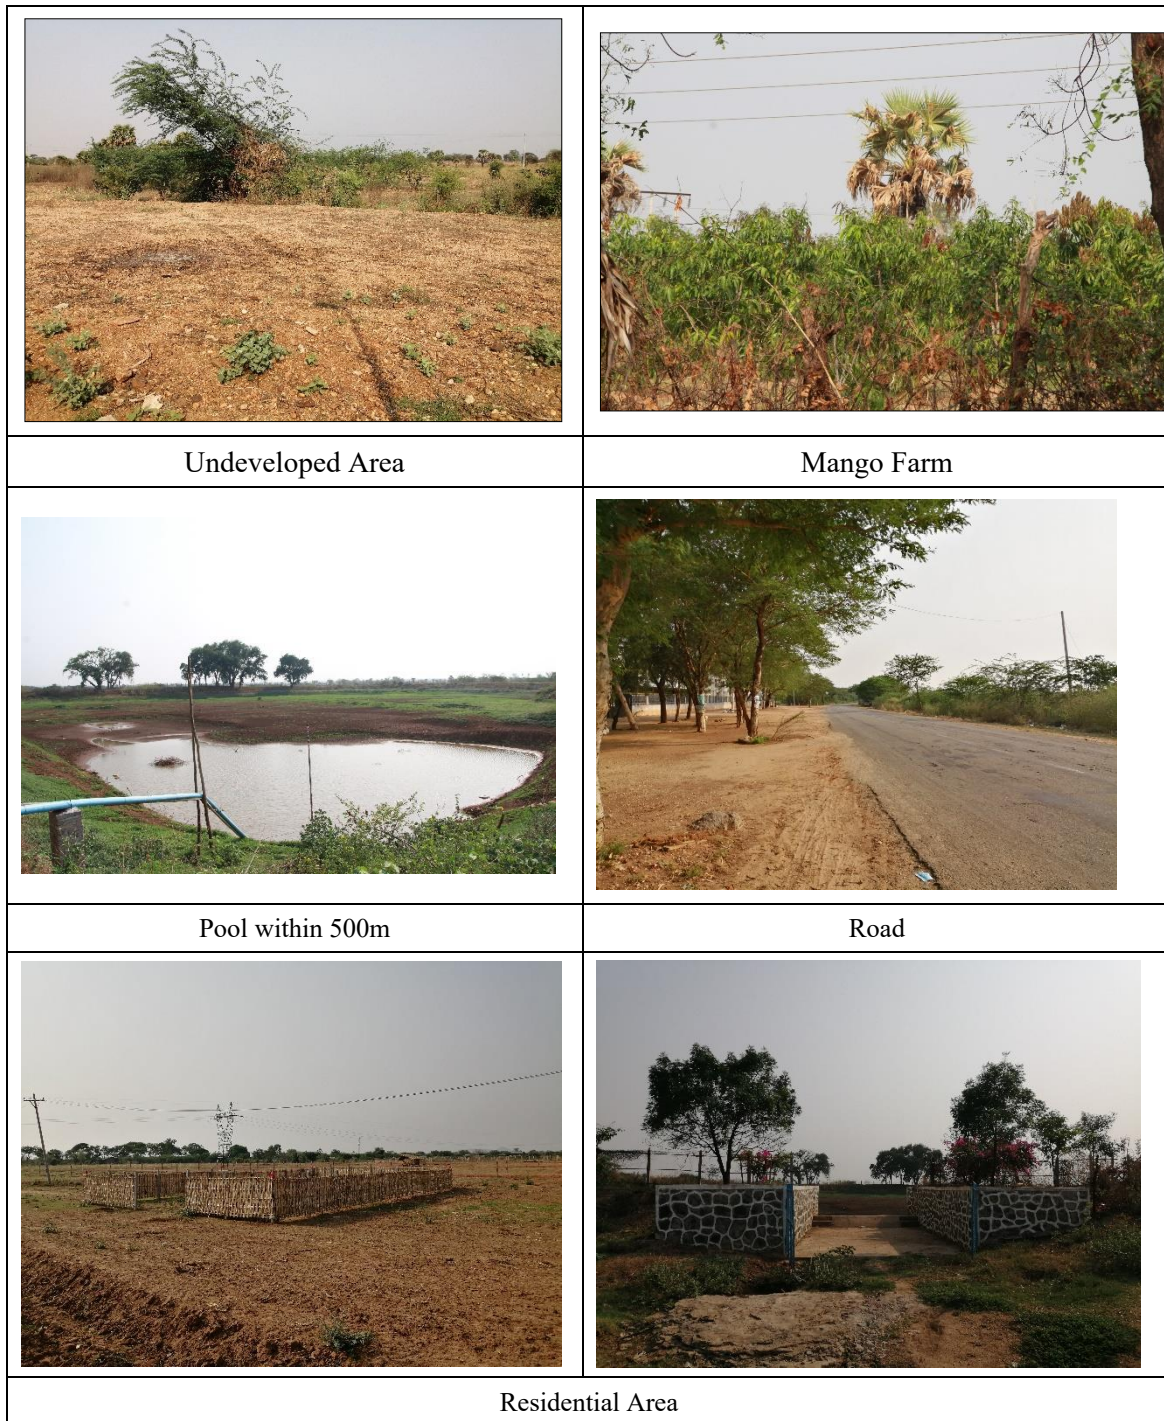 Undeveloped Area
Mango Farm
Pool within 500m
Road
Residential Area